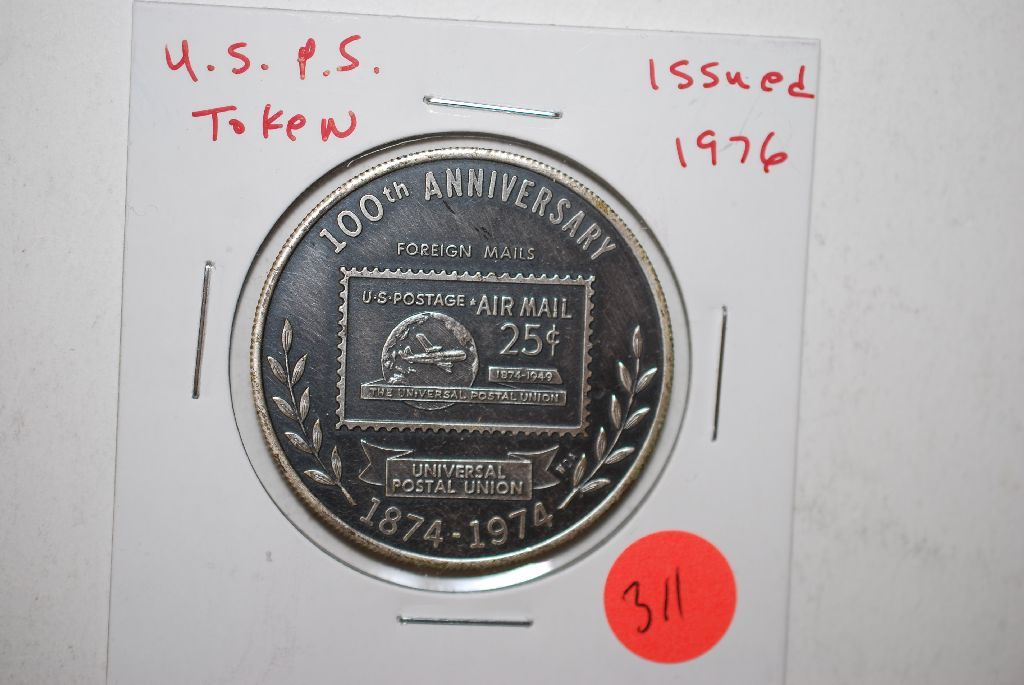 U.S. P.S.
Token
Issued
1976
100th ANNIVERSARY
FOREIGN MAILS
U·S·POSTAGE ★ AIR MAIL
25¢
1874-1949
THE UNIVERSAL POSTAL UNION
UNIVERSAL
POSTAL UNION
1874-1974
311